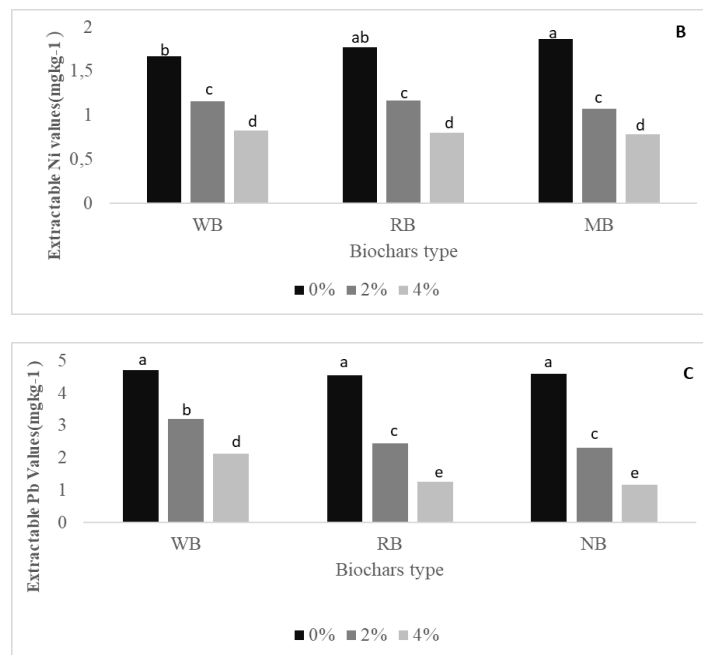 B
Extractable Ni values(mgkg-1 )
2
1,5
1
0,5
0
b
c
d
ab
c
d
a
c
d
WB RB MB
Biochars type
0% 2% 4%
C
Extractable Pb Values(mgkg-1 )
5
4
3
2
1
0
a
b
d
a
c
e
a
c
e
WB RB NB
Biochars type
0% 2% 4%